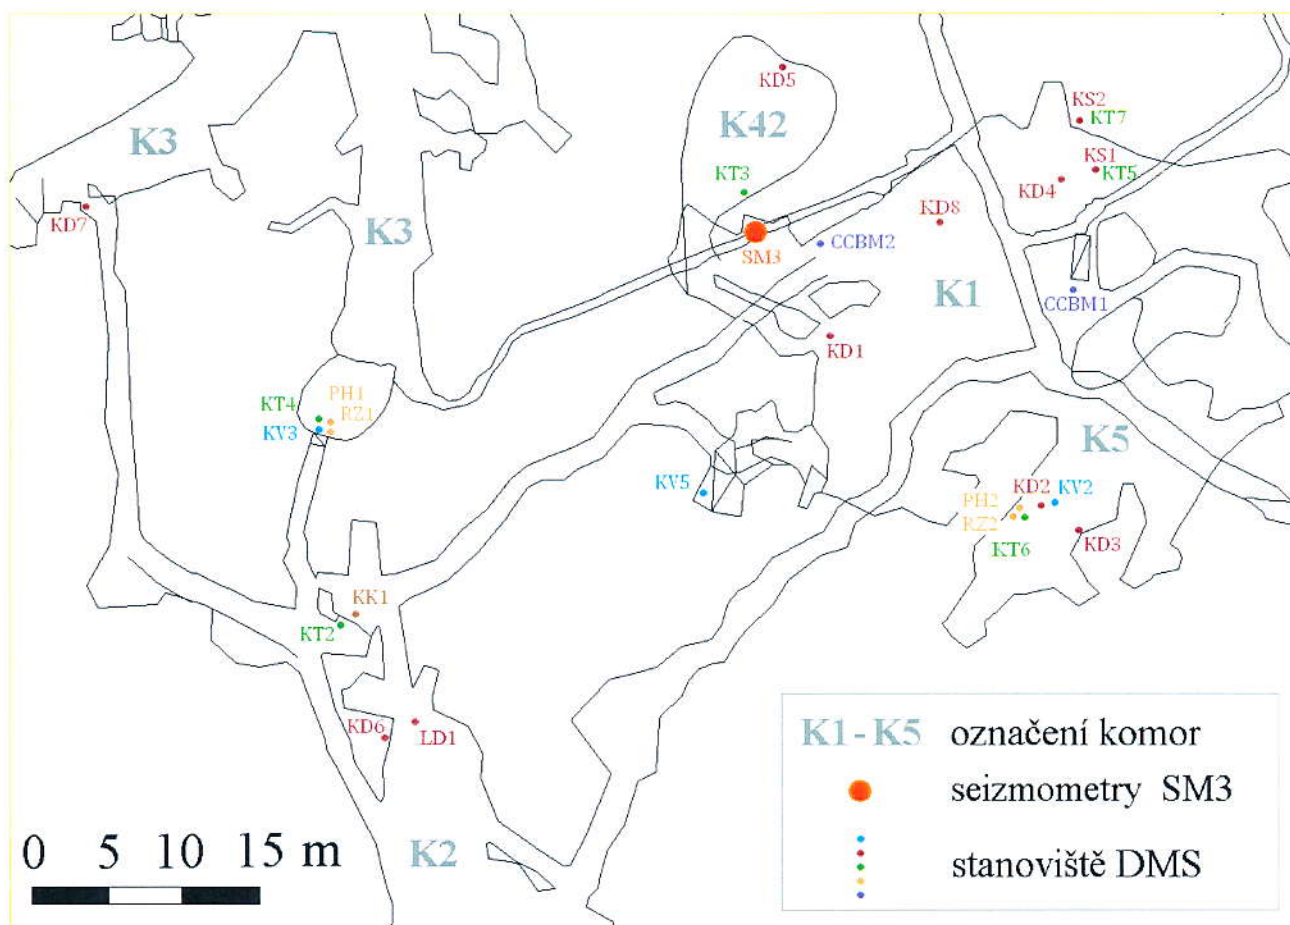 KD5
K42
KS2
KT7
K3
KS1
KT5
KT3
KD4
KD7
K3
KD8
CCBM2
SM3
K1
CCBM1
KD1
PH1
KT4
RZ1
KV3
K5
KV5
KD2
KV2
PH2
RZ2
KD3
KT6
KK1
KT2
KD6
LD1
K1-K5 označení komor
seizmometry SM3
stanoviště DMS
K2
0 5 10 15 m